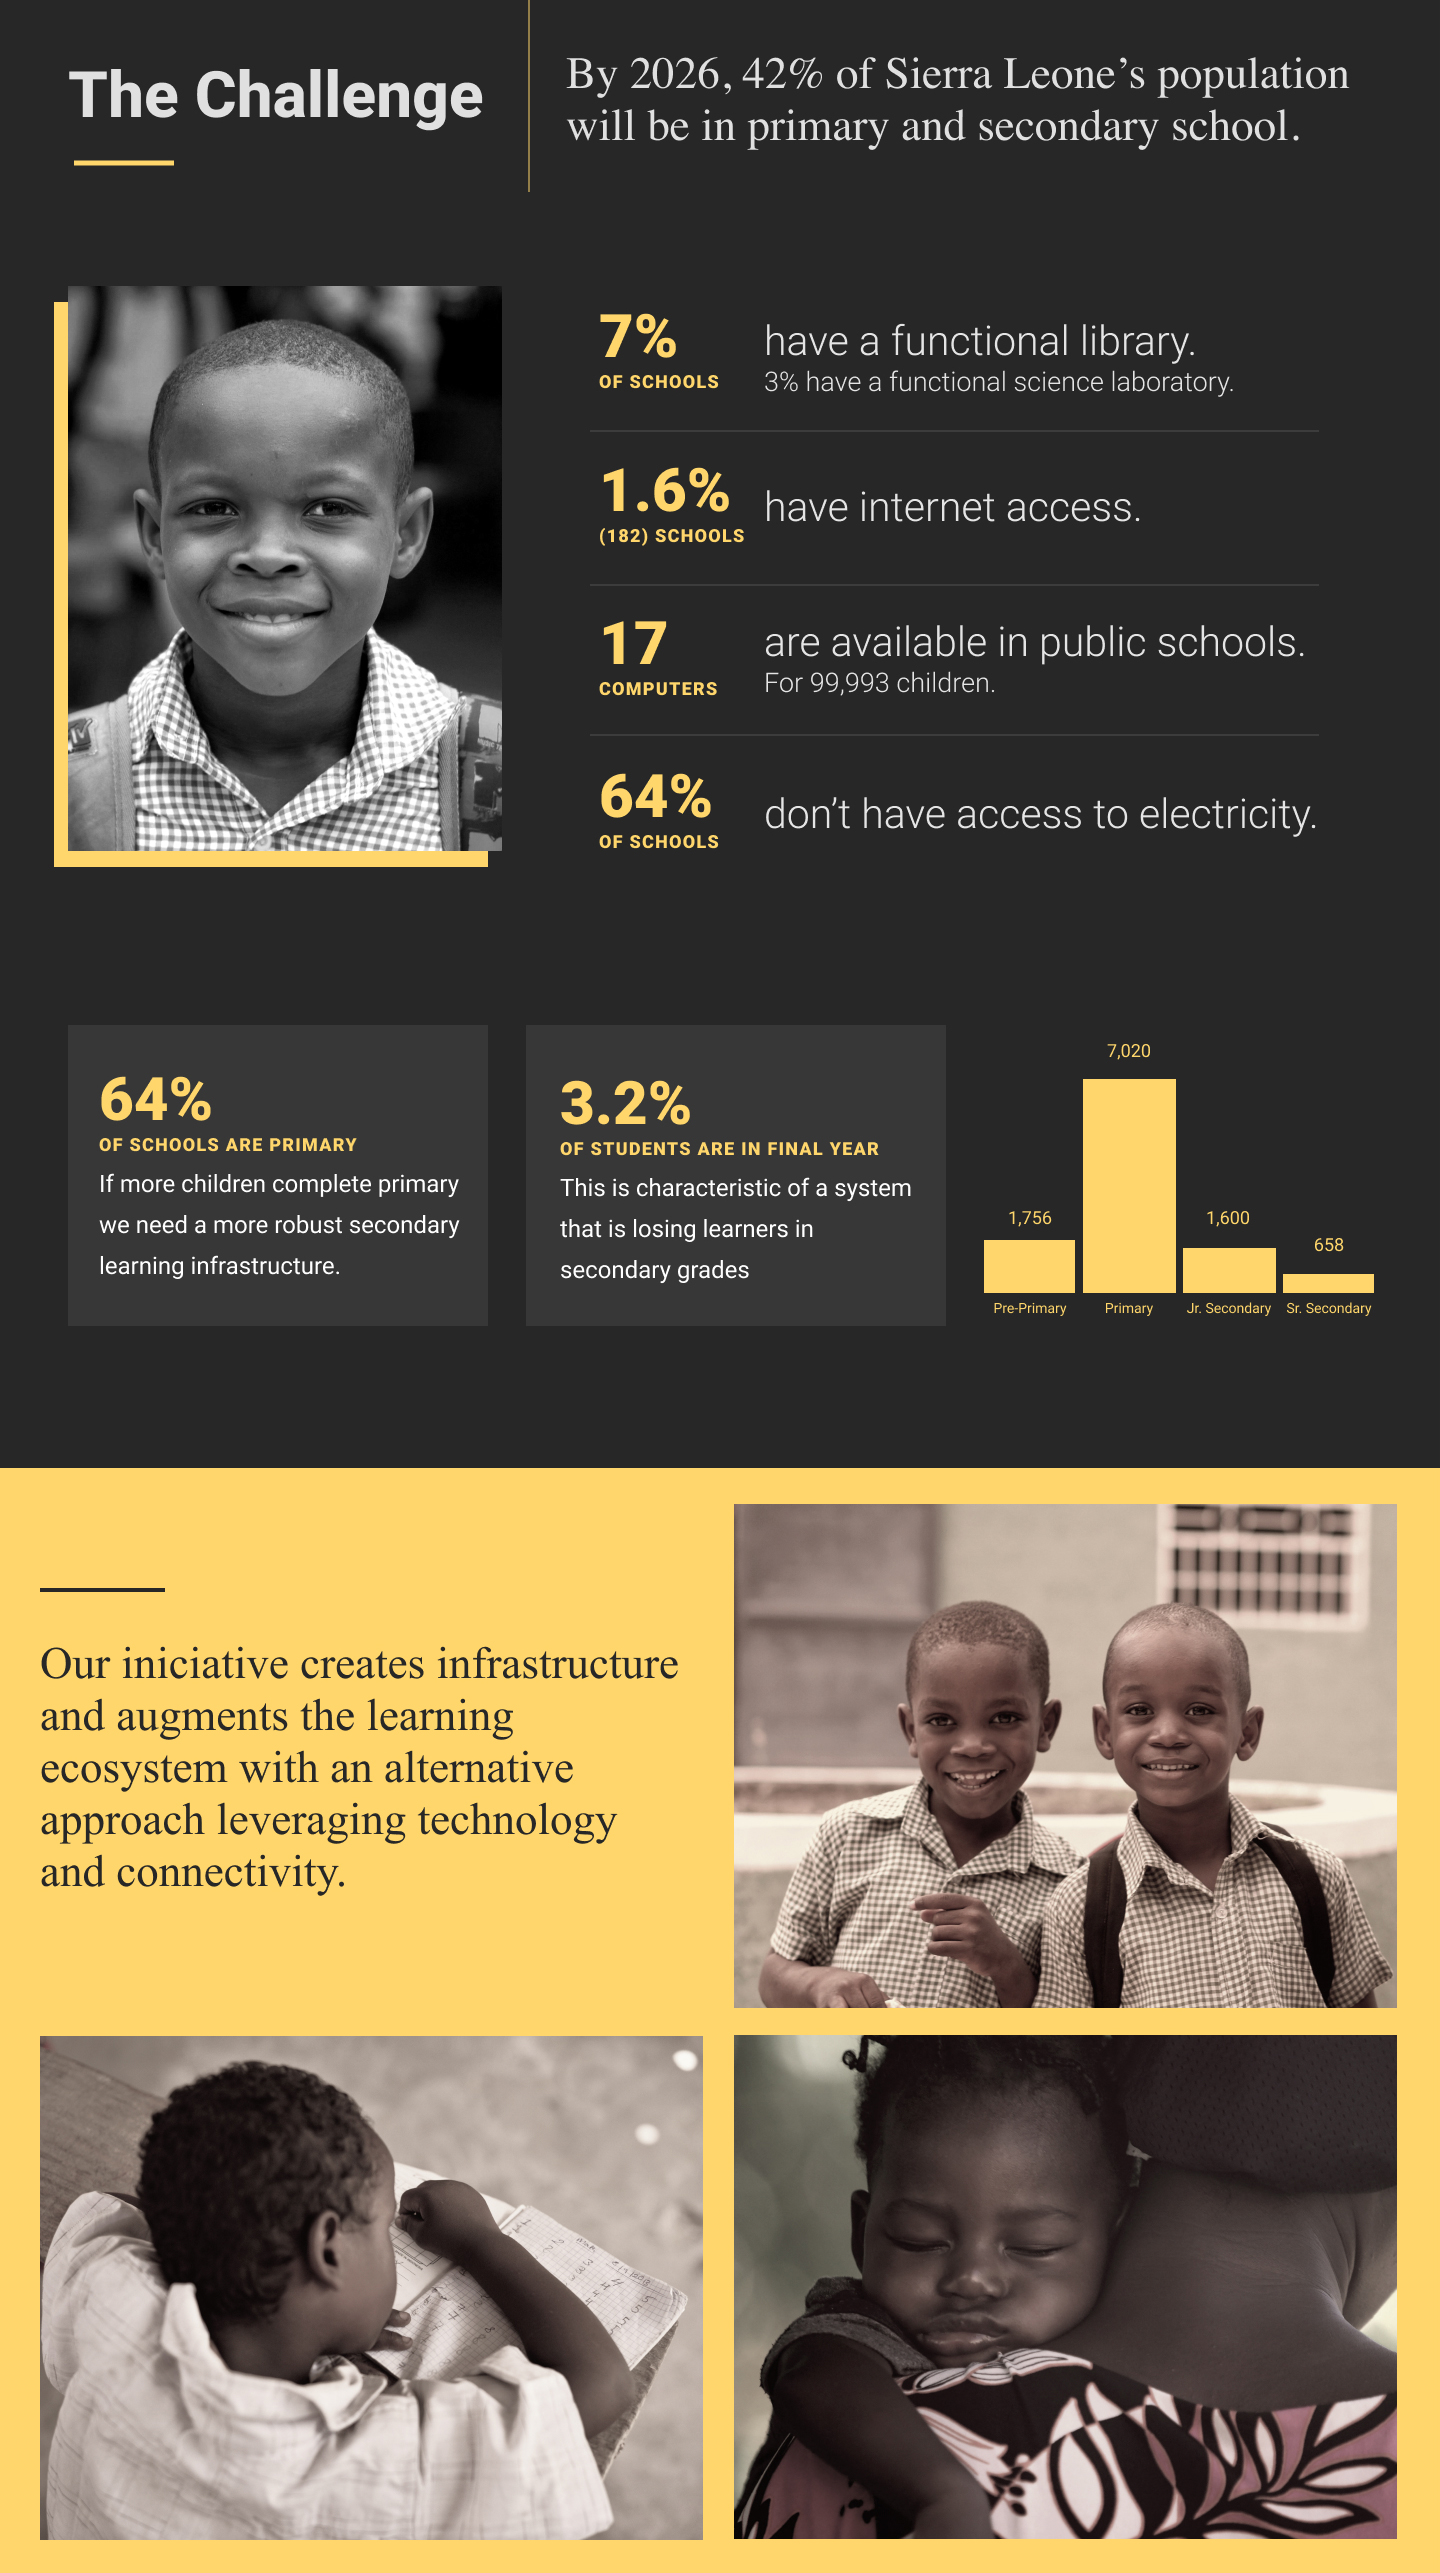 The Challenge
By 2026, 42% of Sierra Leone’s population
will be in primary and secondary school.
7%
OF SCHOOLS
have a functional library.
3% have a functional science laboratory.
1.6%
(182) SCHOOLS
have internet access.
17
COMPUTERS
are available in public schools.
For 99,993 children.
64%
OF SCHOOLS
don’t have access to electricity.
64%
OF SCHOOLS ARE PRIMARY
If more children complete primary
we need a more robust secondary
learning infrastructure.
3.2%
OF STUDENTS ARE IN FINAL YEAR
This is characteristic of a system
that is losing learners in
secondary grades
7,020
1,756
1,600
658
Pre-Primary
Primary
Jr. Secondary
Sr. Secondary
Our iniciative creates infrastructure
and augments the learning
ecosystem with an alternative
approach leveraging technology
and connectivity.